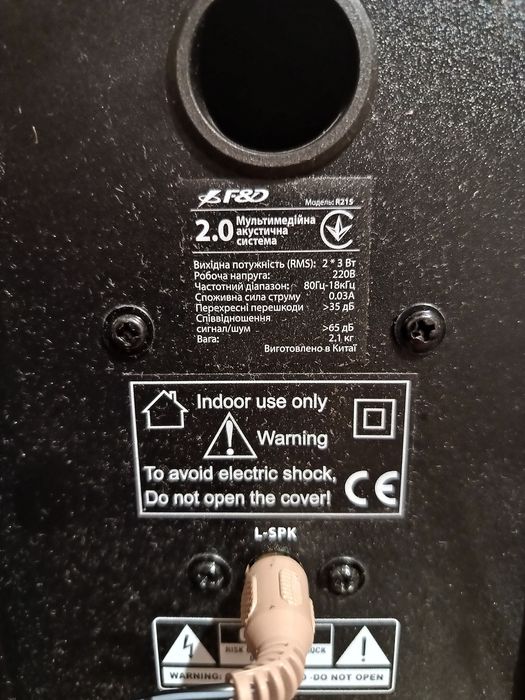 F&D
Модель: R215
2.0 Мультимедійна
акустична
система
Вихідна потужність (RMS): 2 * 3 Вт
Робоча напруга: 220В
Частотний діапазон: 80Гц-18кГц
Споживна сила струму 0.03А
Перехресні перешкоди >35 дБ
Співвідношення
сигнал/шум >65 дБ
Вага: 2.1 кг
Виготовлено в Китаї
Indoor use only
Warning
To avoid electric shock,
Do not open the cover!
CE
L-SPK
RISK
WARNING: DO NOT OPEN